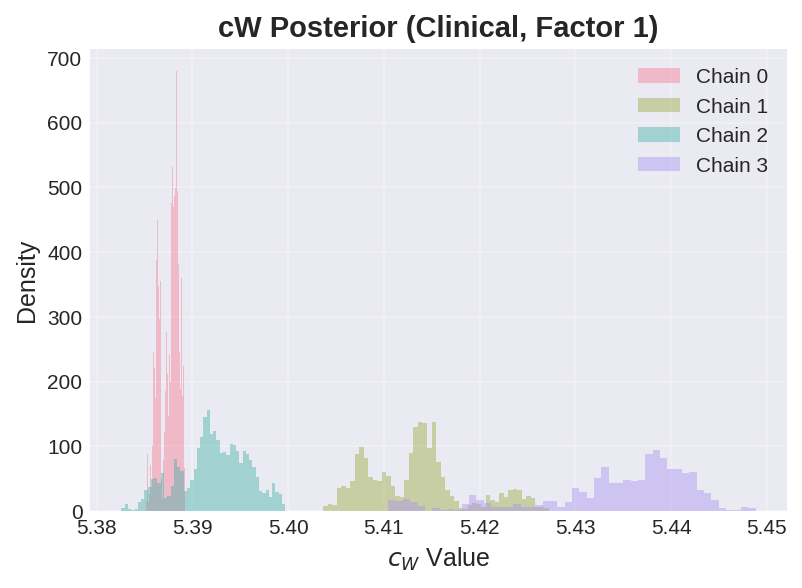 cW Posterior (Clinical, Factor 1)
700
600
500
400
300
200
100
0
Density
Chain 0
Chain 1
Chain 2
Chain 3
5.38 5.39 5.40 5.41 5.42 5.43 5.44 5.45
c_W Value